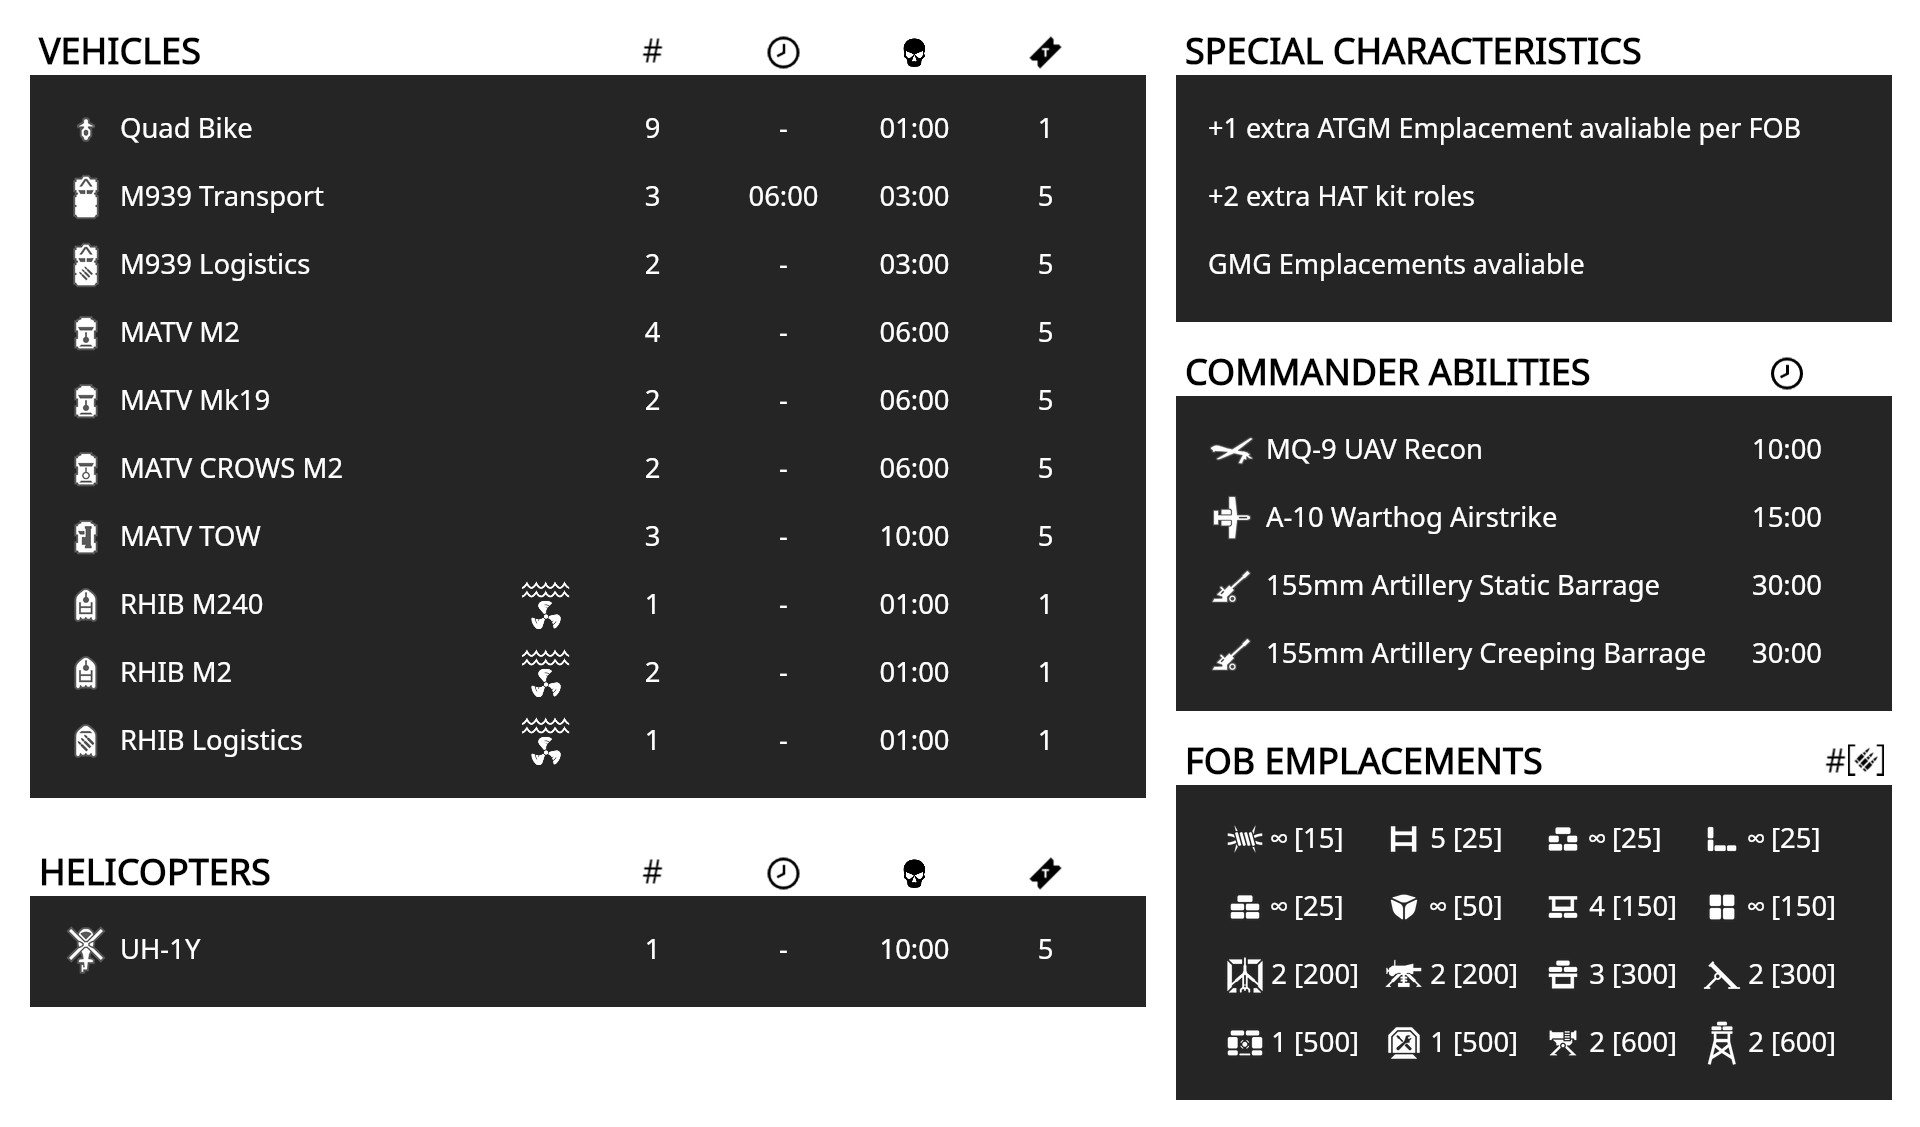 VEHICLES #
Quad Bike 9 - 01:00 1
M939 Transport 3 06:00 03:00 5
M939 Logistics 2 - 03:00 5
MATV M2 4 - 06:00 5
MATV Mk19 2 - 06:00 5
MATV CROWS M2 2 - 06:00 5
MATV TOW 3 - 10:00 5
RHIB M240 1 - 01:00 1
RHIB M2 2 - 01:00 1
RHIB Logistics 1 - 01:00 1
HELICOPTERS #
UH-1Y 1 - 10:00 5
SPECIAL CHARACTERISTICS
+1 extra ATGM Emplacement avaliable per FOB
+2 extra HAT kit roles
GMG Emplacements avaliable
COMMANDER ABILITIES
MQ-9 UAV Recon 10:00
A-10 Warthog Airstrike 15:00
155mm Artillery Static Barrage 30:00
155mm Artillery Creeping Barrage 30:00
FOB EMPLACEMENTS #[]
∞ [15] 5 [25] ∞ [25] ∞ [25]
∞ [25] ∞ [50] 4 [150] ∞ [150]
2 [200] 2 [200] 3 [300] 2 [300]
1 [500] 1 [500] 2 [600] 2 [600]